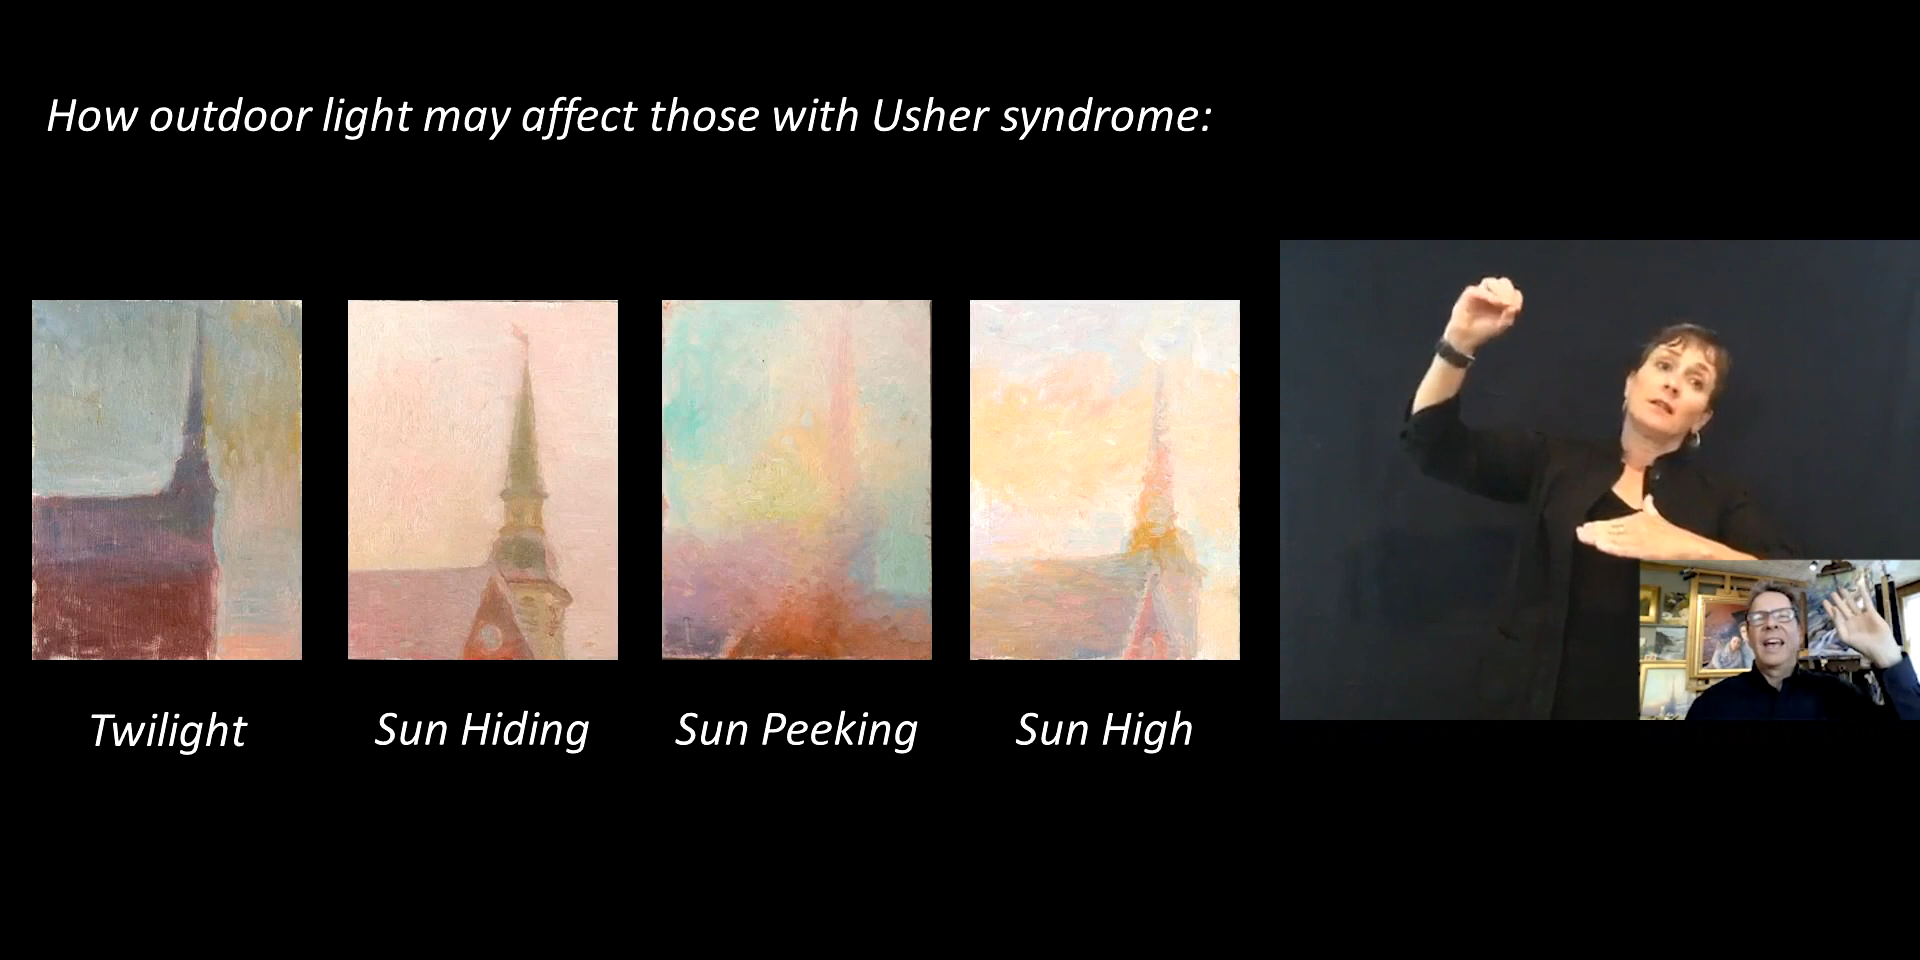 How outdoor light may affect those with Usher syndrome:
Twilight
Sun Hiding
Sun Peeking
Sun High